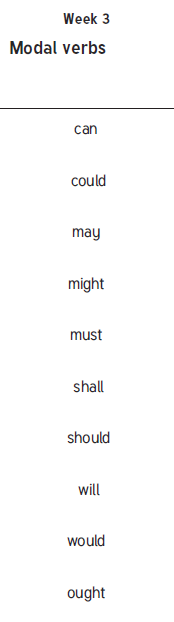 Week 3
Modal verbs
can
could
may
might
must
shall
should
will
would
ought